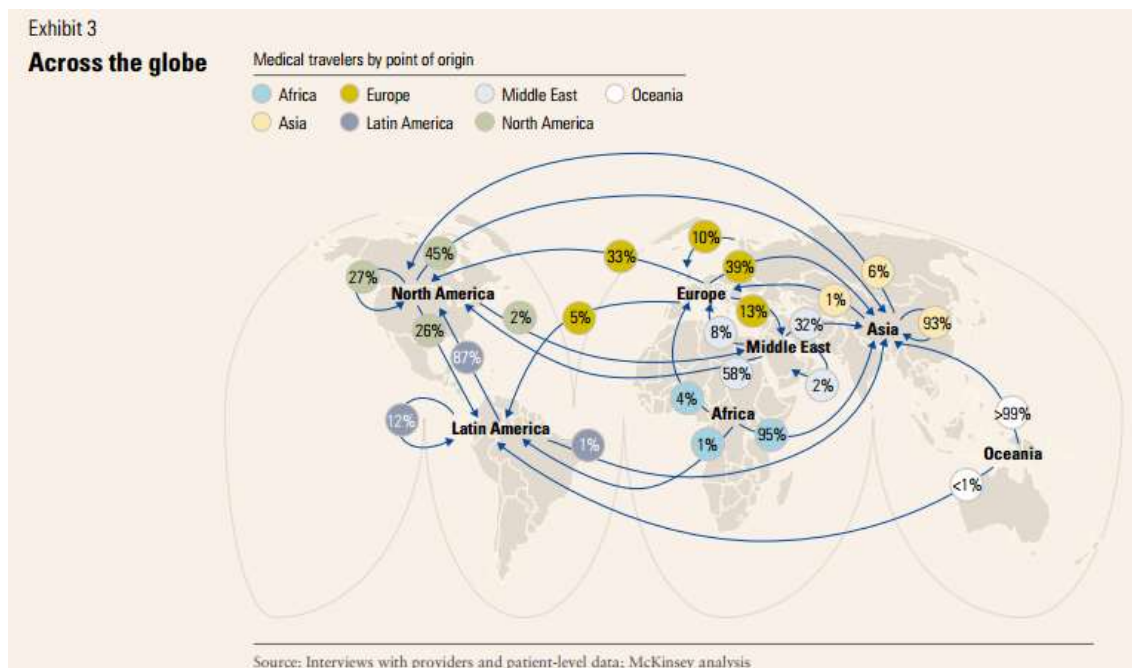 Exhibit 3
Across the globe
Medical travelers by point of origin
Africa
Europe
Middle East
Oceania
Asia
Latin America
North America
10%
45%
33%
39%
6%
27%
North America
Europe
1%
2%
5%
13%
32%
Asia
93%
26%
8%
Middle East
87%
58%
2%
4%
Africa
12%
Latin America
1%
1%
95%
>99%
Oceania
<1%
Source: Interviews with providers and patient-level data; McKinsey analysis